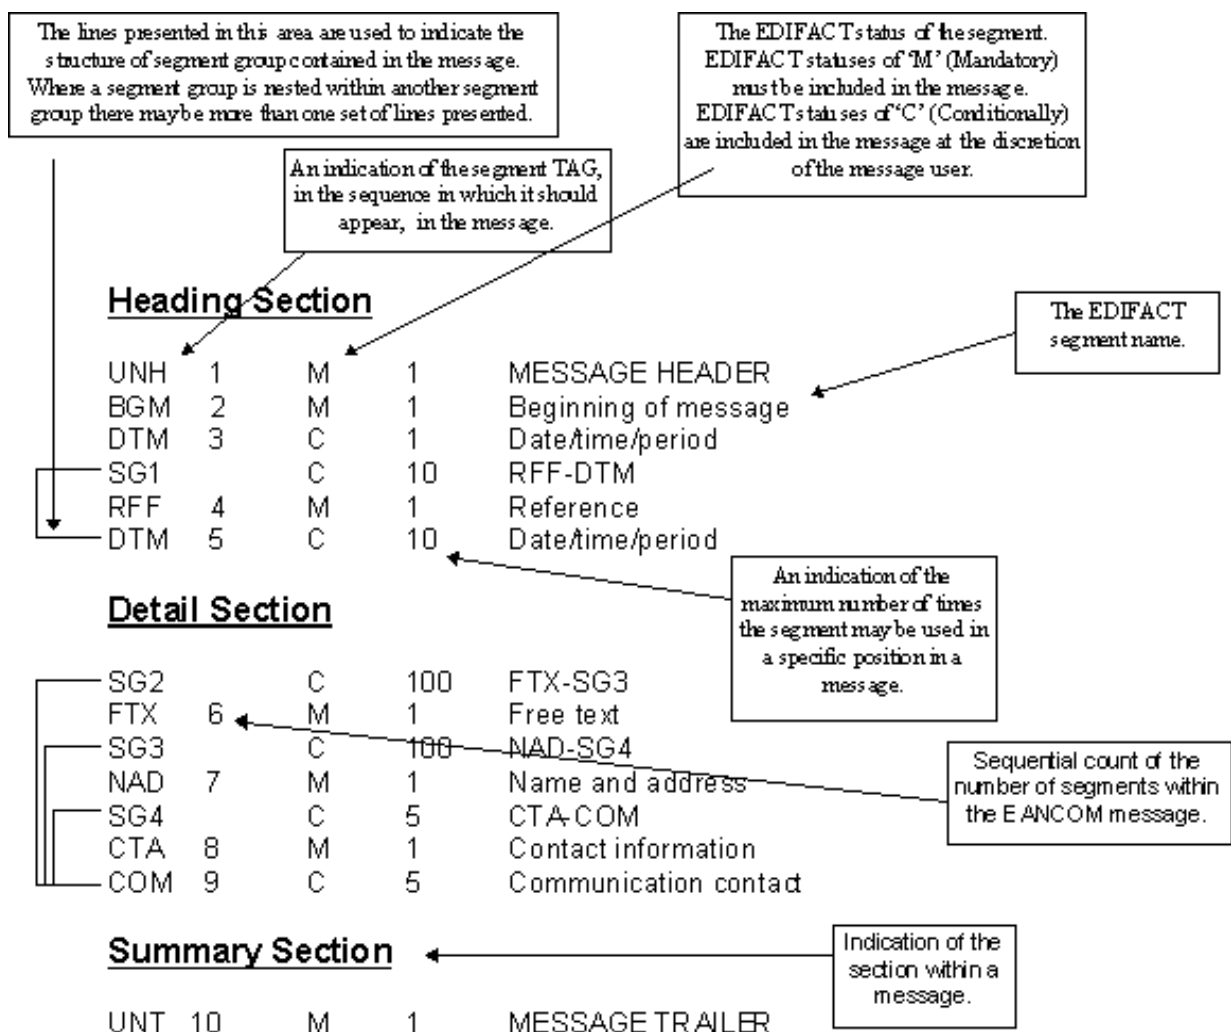 The lines presented in this area are used to indicate the
structure of segment group contained in the message.
Where a segment group is nested within another segment
group there may be more than one set of lines presented.
The EDIFACT status of the segment.
EDIFACT statuses of 'M' (Mandatory)
must be included in the message.
EDIFACT statuses of 'C' (Conditionally)
are included in the message at the discretion
of the message user.
An indication of the segment TAG,
in the sequence in which it should
appear, in the message.
Heading Section
The EDIFACT
segment name.
UNH 1 M 1 MESSAGE HEADER
BGM 2 M 1 Beginning of message
DTM 3 C 1 Date/time/period
SG1 C 10 RFF-DTM
RFF 4 M 1 Reference
DTM 5 C 10 Date/time/period
An indication of the
maximum number of times
the segment may be used in
a specific position in a
message.
Detail Section
SG2 C 100 FTX-SG3
FTX 6 M 1 Free text
SG3 C 100 NAD-SG4
NAD 7 M 1 Name and address
SG4 C 5 CTA-COM
CTA 8 M 1 Contact information
COM 9 C 5 Communication contact
Sequential count of the
number of segments within
the EANCOM message.
Summary Section
Indication of the
section within a
message.
UNT 10 M 1 MESSAGE TRAILER